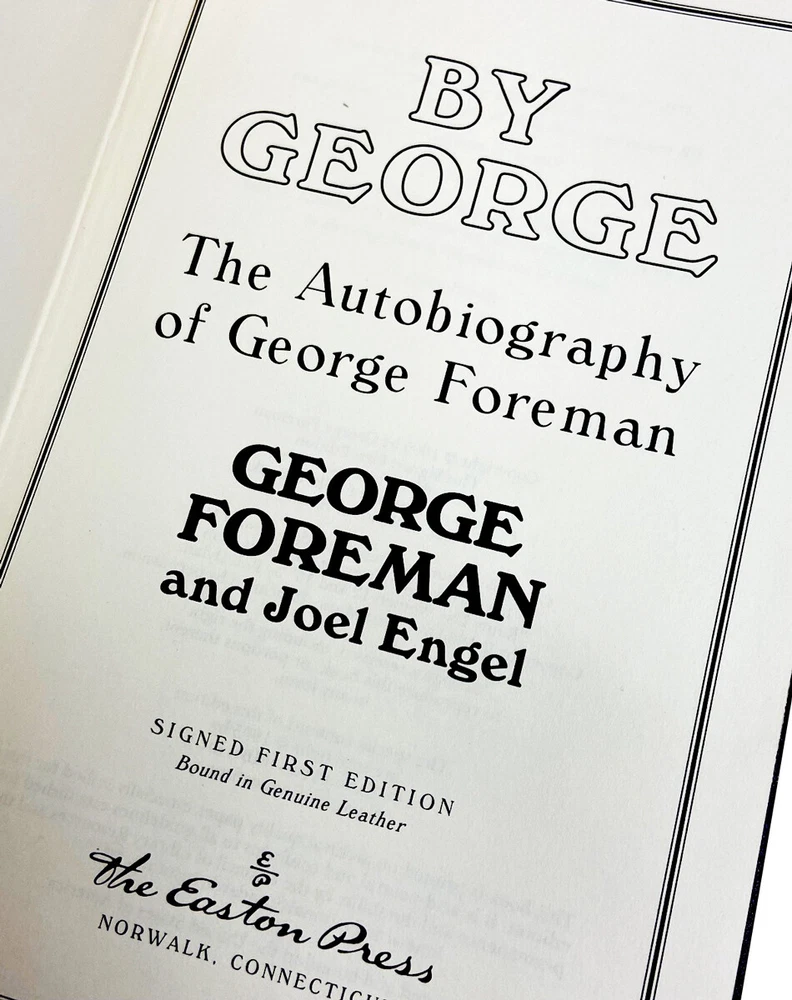 BY
GEORGE
The Autobiography
of George Foreman
GEORGE
FOREMAN
and Joel Engel
SIGNED FIRST EDITION
Bound in Genuine Leather
The Easton Press
NORWALK, CONNECTICU